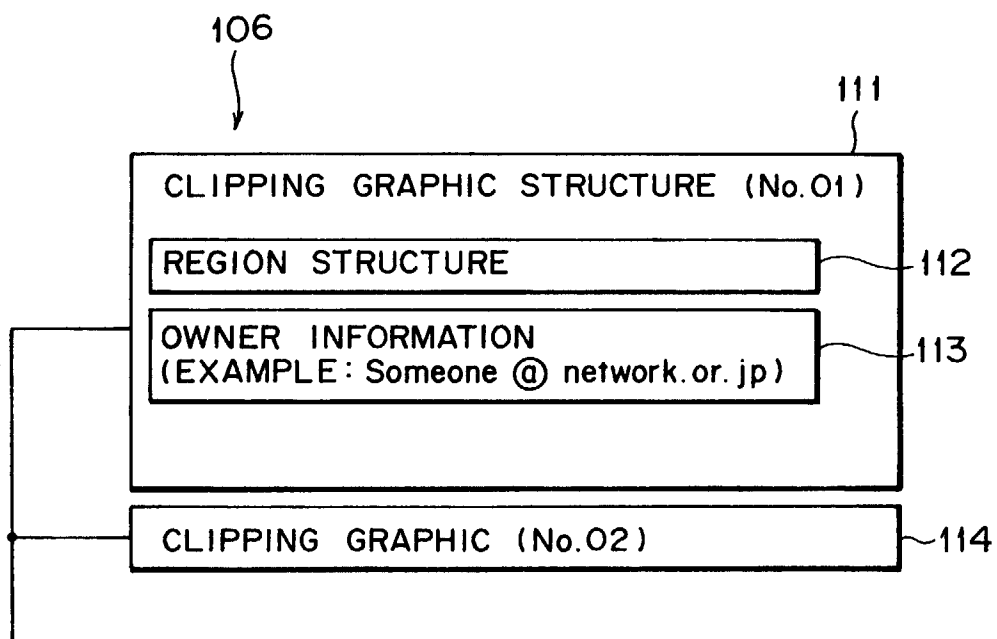 106
111
CLIPPING GRAPHIC STRUCTURE (No.01)
REGION STRUCTURE
112
OWNER INFORMATION
(EXAMPLE: Someone @ network.or.jp)
113
CLIPPING GRAPHIC (No.02)
114